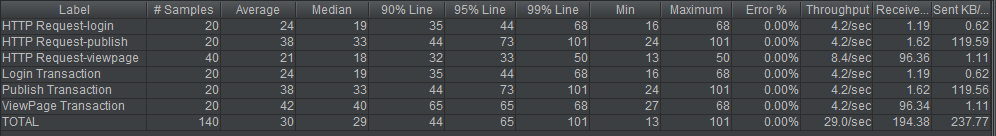 Label # Samples Average Median 90% Line 95% Line 99% Line Min Maximum Error % Throughput Receive... Sent KB/...
HTTP Request-login 20 24 19 35 44 68 16 68 0.00% 4.2/sec 1.19 0.62
HTTP Request-publish 20 38 33 44 73 101 24 101 0.00% 4.2/sec 1.62 119.59
HTTP Request-viewpage 40 21 18 32 33 50 13 50 0.00% 8.4/sec 96.36 1.11
Login Transaction 20 24 19 35 44 68 16 68 0.00% 4.2/sec 1.19 0.62
Publish Transaction 20 38 33 44 73 101 24 101 0.00% 4.2/sec 1.62 119.56
ViewPage Transaction 20 42 40 65 65 68 27 68 0.00% 4.2/sec 96.34 1.11
TOTAL 140 30 29 44 65 101 13 101 0.00% 29.0/sec 194.38 237.77